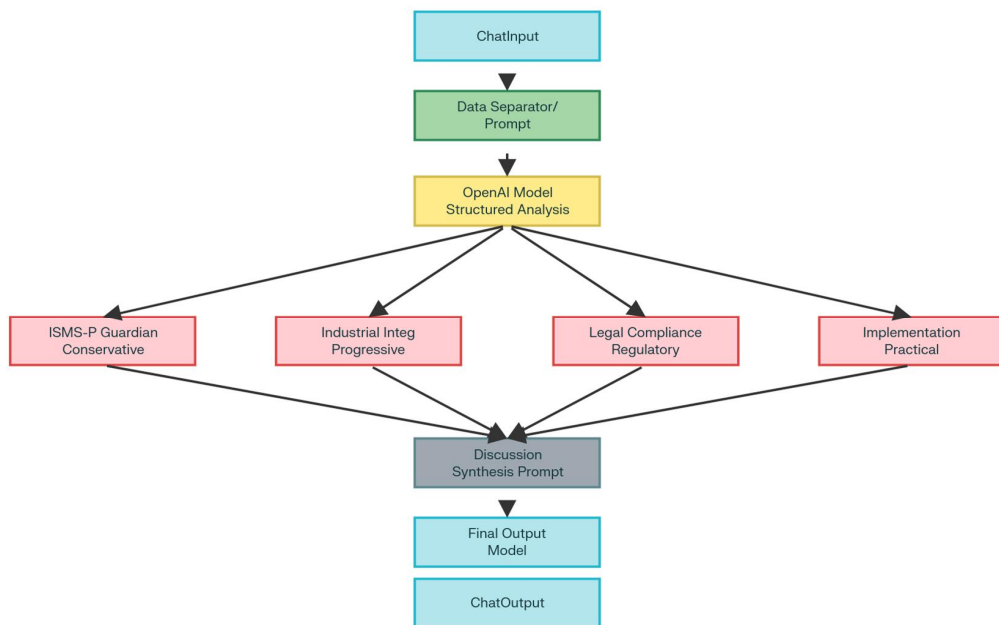 ChatInput
Data Separator/
Prompt
OpenAI Model
Structured Analysis
ISMS-P Guardian
Conservative
Industrial Integ
Progressive
Legal Compliance
Regulatory
Implementation
Practical
Discussion
Synthesis Prompt
Final Output
Model
ChatOutput